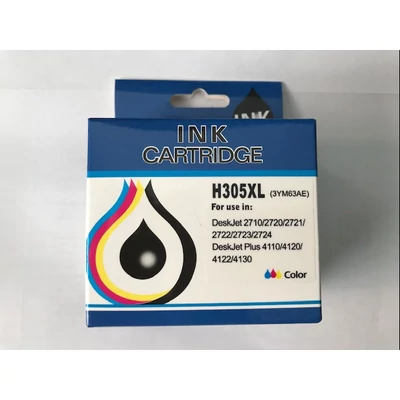 INK
INK
CARTRIDGE
H305XL (3YM63AE)
For use in:
DeskJet 2710/2720/2721/
2722/2723/2724
DeskJet Plus 4110/4120/
4122/4130
Color